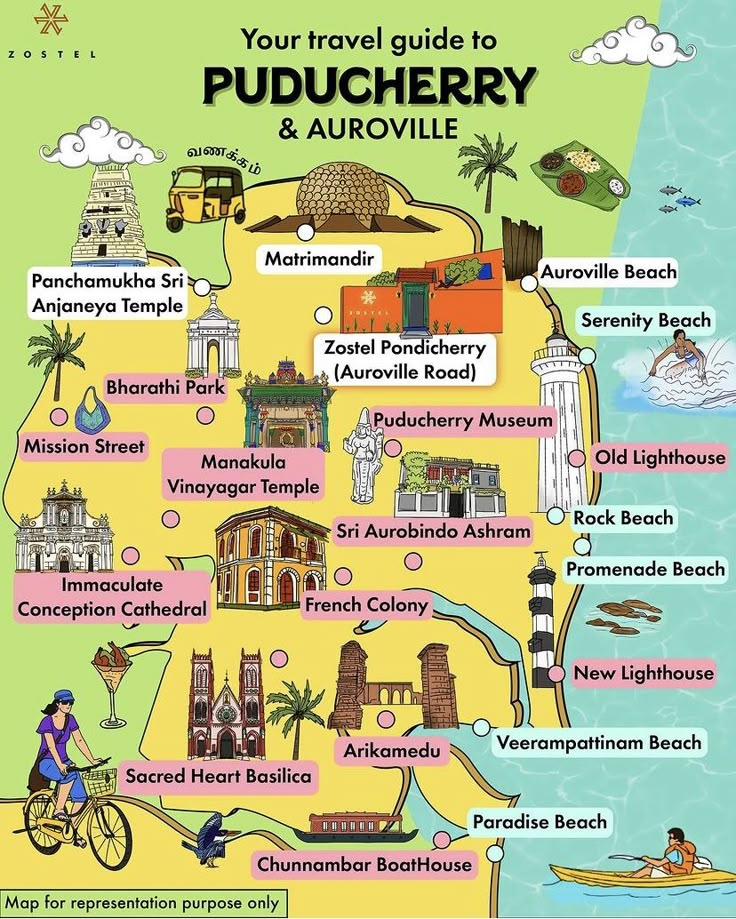 ZOSTEL
Your travel guide to
PUDUCHERRY
& AUROVILLE
வணக்கம்
Matrimandir
Panchamukha Sri
Anjaneya Temple
Auroville Beach
ZOSTEL
Serenity Beach
Zostel Pondicherry
(Auroville Road)
Bharathi Park
Puducherry Museum
Mission Street
Manakula
Vinayagar Temple
Old Lighthouse
Rock Beach
Sri Aurobindo Ashram
Promenade Beach
Immaculate
Conception Cathedral
French Colony
New Lighthouse
Veerampattinam Beach
Arikamedu
Sacred Heart Basilica
Paradise Beach
Chunnambar BoatHouse
Map for representation purpose only